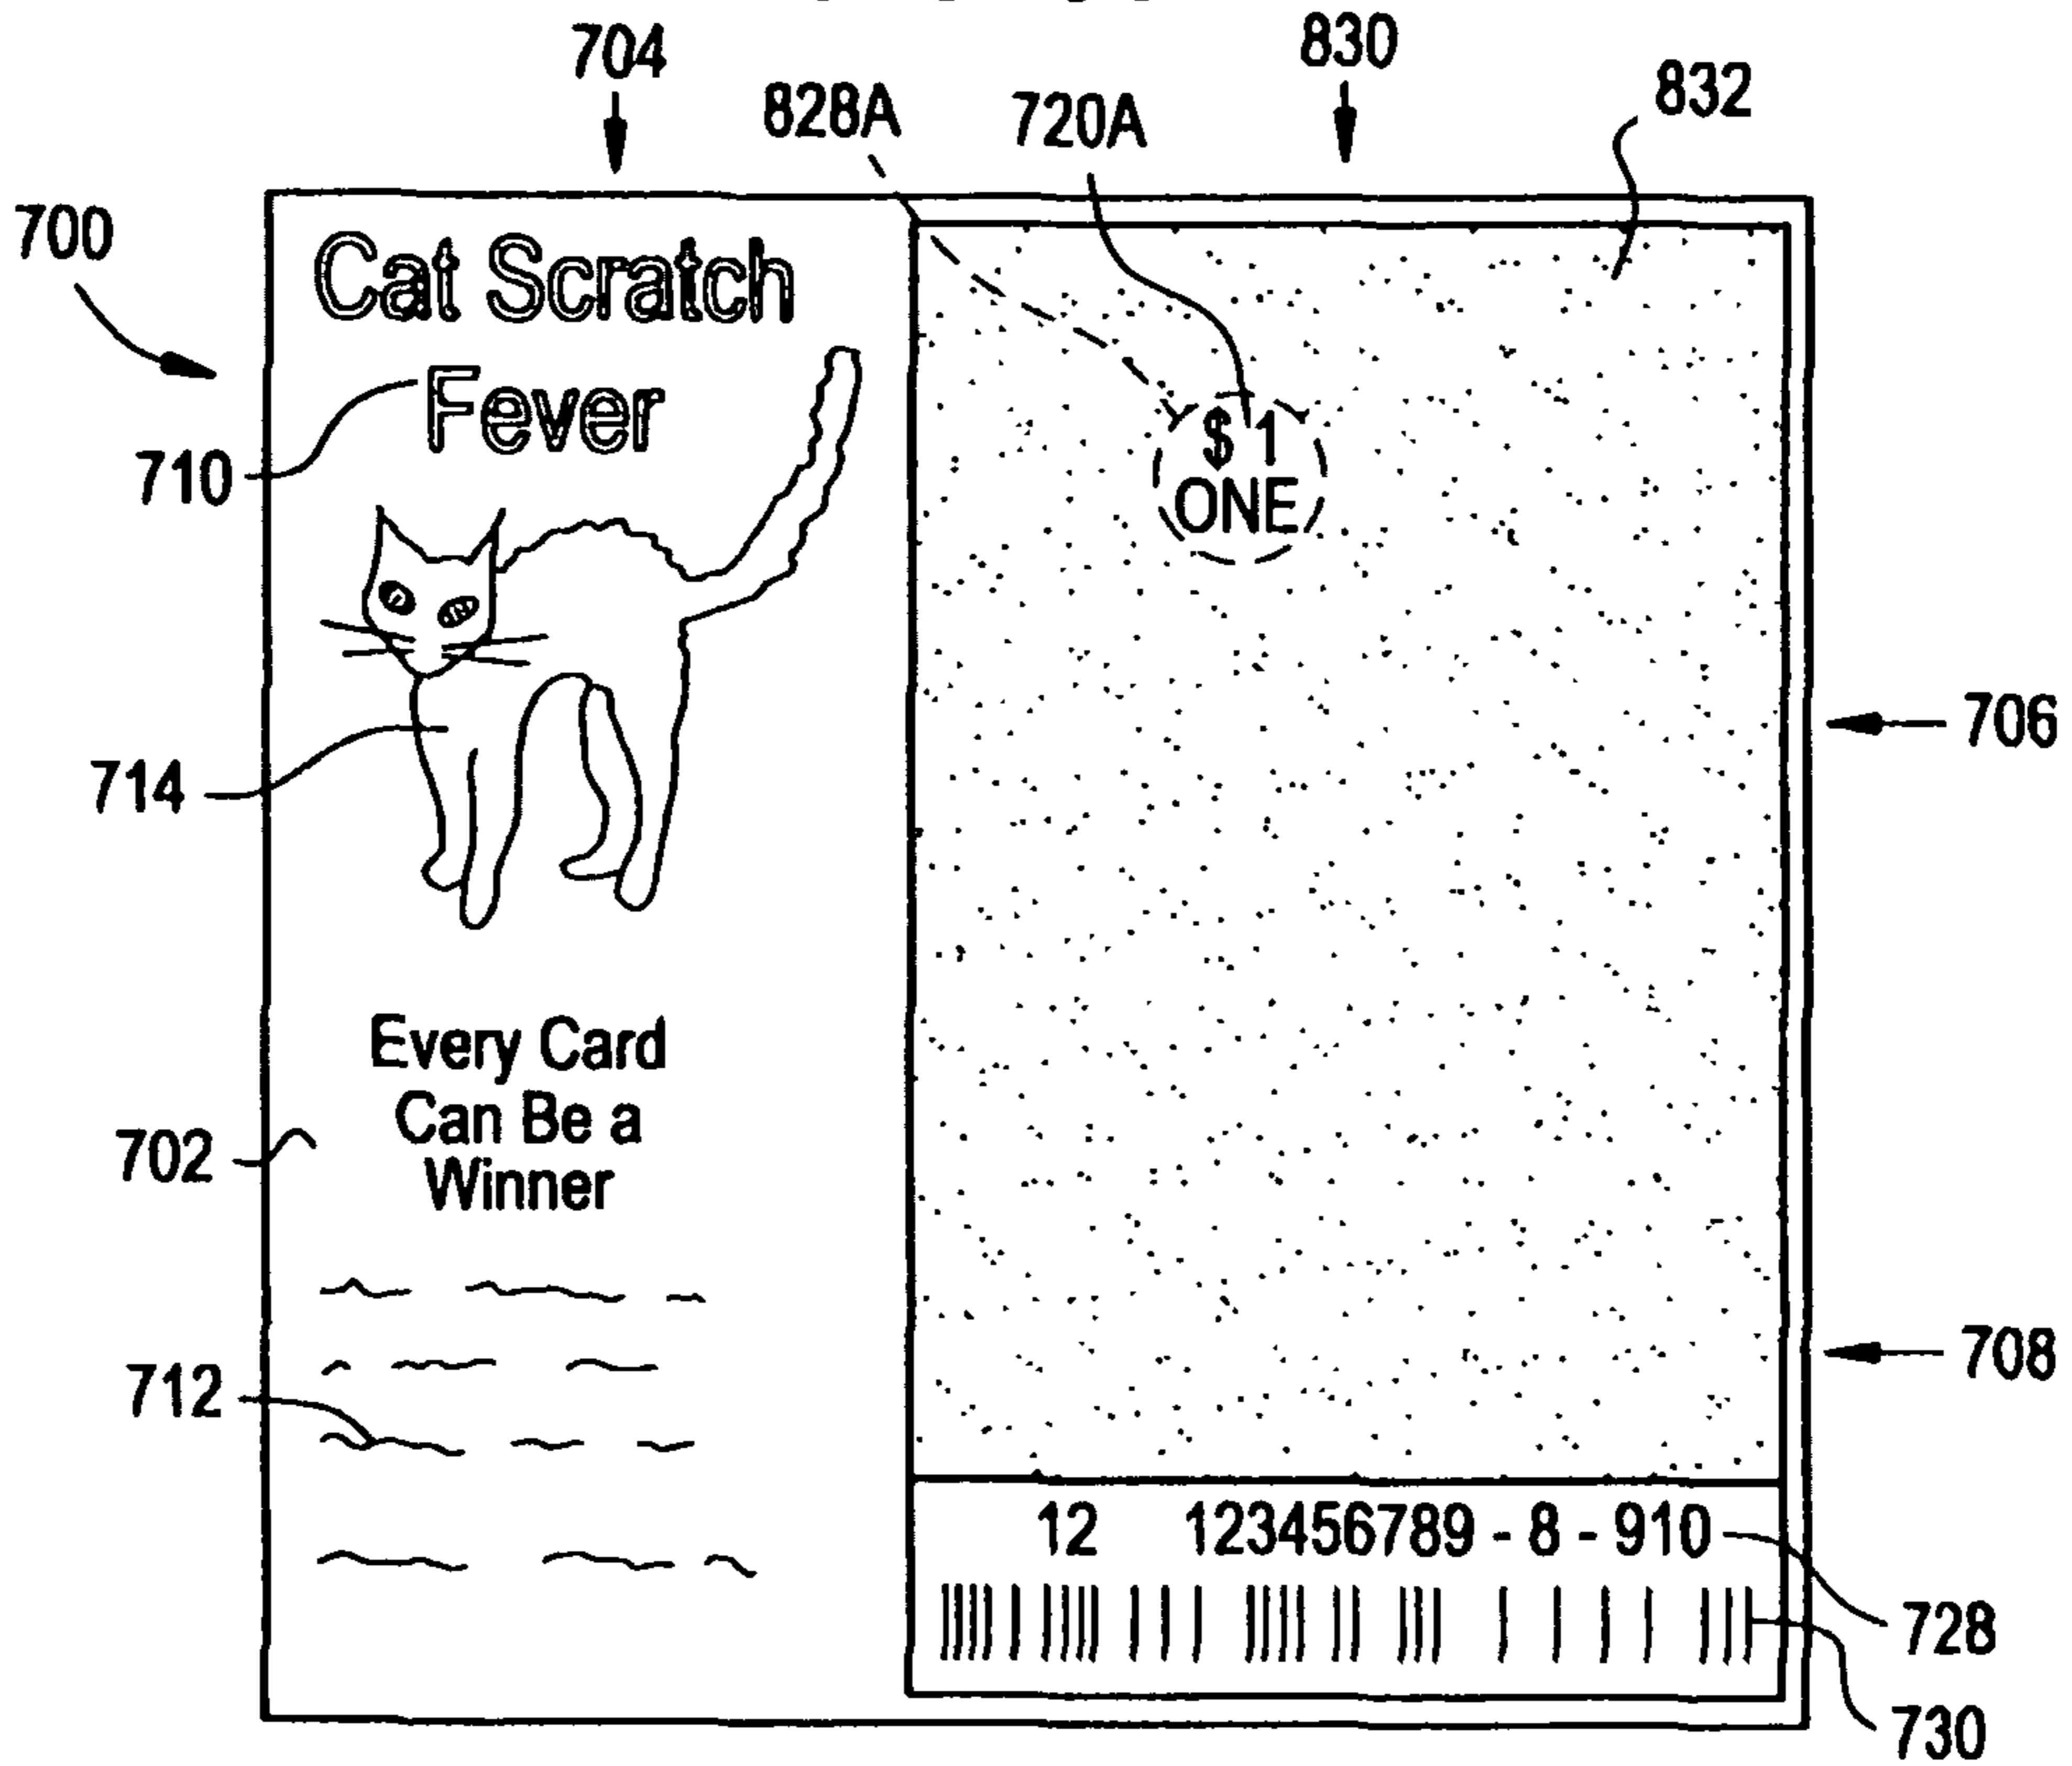 704
830
832
828A
720A
700
Cat Scratch
Fever
710
$1
ONE
706
714
Every Card
Can Be a
Winner
702
708
712
12 123456789 - 8 - 910
728
730